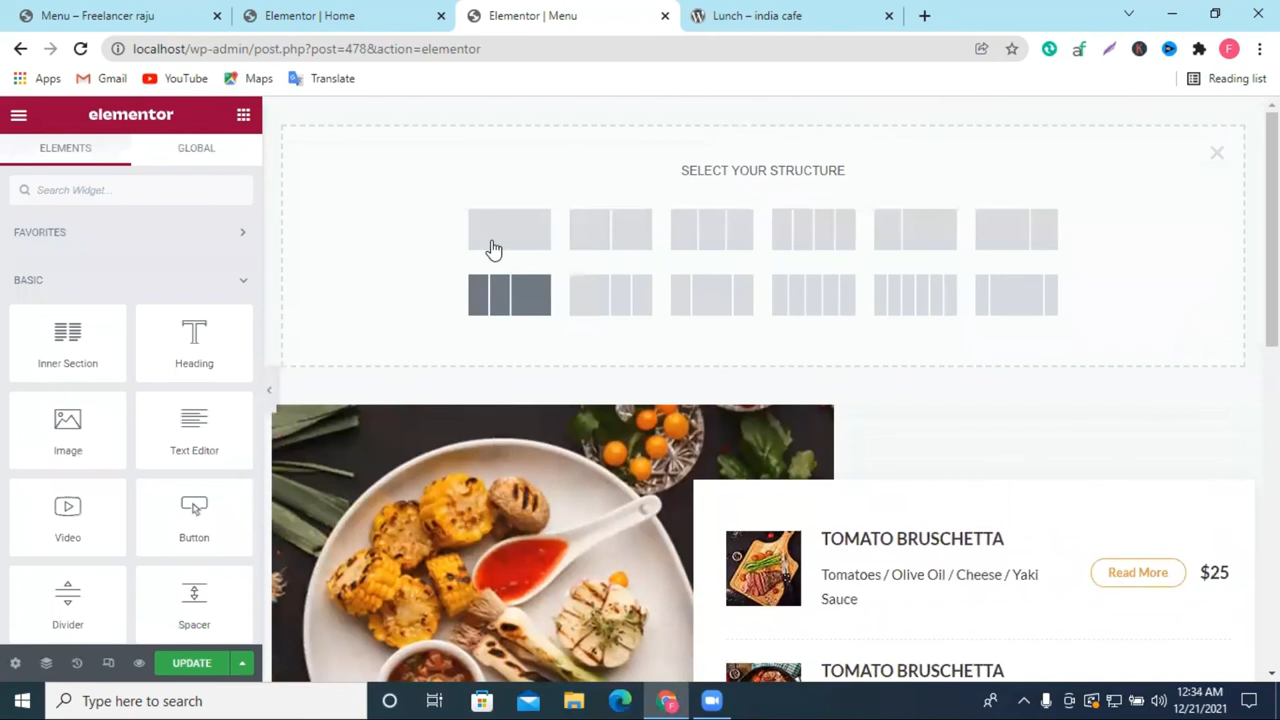 Menu – Freelancer raju
Elementor | Home
Elementor | Menu
Lunch – india cafe
localhost/wp-admin/post.php?post=478&action=elementor
Apps
Gmail
YouTube
Maps
Translate
Reading list
elementor
ELEMENTS
GLOBAL
Search Widget...
FAVORITES
BASIC
Inner Section
Heading
Image
Text Editor
Video
Button
Divider
Spacer
UPDATE
SELECT YOUR STRUCTURE
TOMATO BRUSCHETTA
Tomatoes / Olive Oil / Cheese / Yaki
Sauce
Read More
$25
TOMATO BRUSCHETTA
Type here to search
12:34 AM
12/21/2021